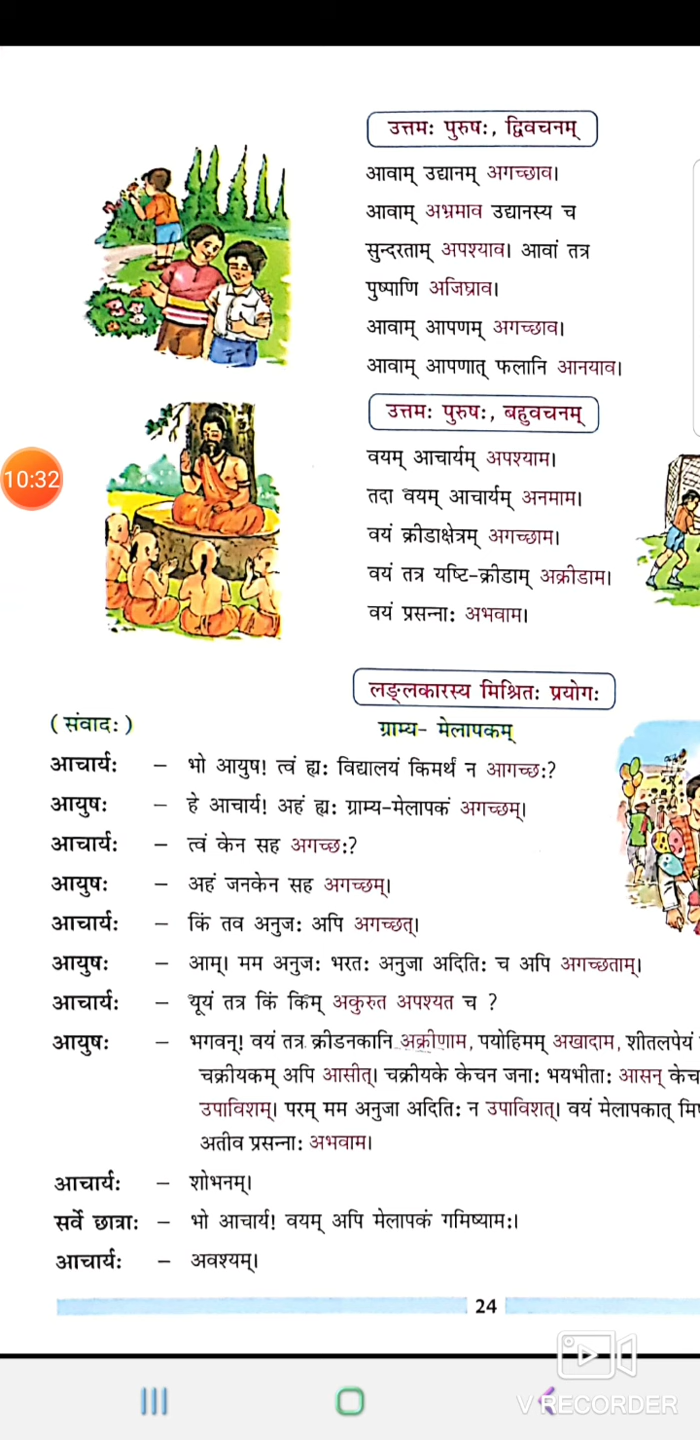 उत्तमः पुरुषः, द्विवचनम्
आवाम् उद्यानम् अगच्छाव।
आवाम् अभ्रमाव उद्यानस्य च
सुन्दरताम् अपश्याव। आवां तत्र
पुष्पाणि अजिघ्राव।
आवाम् आपणम् अगच्छाव।
आवाम् आपणात् फलानि आनयाव।
उत्तमः पुरुषः, बहुवचनम्
10:32
वयम् आचार्यम् अपश्याम।
तदा वयम् आचार्यम् अनमाम।
वयं क्रीडाक्षेत्रम् अगच्छाम।
वयं तत्र यष्टि-क्रीडाम् अक्रीडाम।
वयं प्रसन्नाः अभवाम।
लङ्लकारस्य मिश्रितः प्रयोगः
(संवादः) ग्राम्य- मेलापकम्
आचार्यः – भो आयुष! त्वं ह्यः विद्यालयं किमर्थं न आगच्छः?
आयुषः – हे आचार्य! अहं ह्यः ग्राम्य-मेलापकं अगच्छम्।
आचार्यः – त्वं केन सह अगच्छः?
आयुषः – अहं जनकेन सह अगच्छम्।
आचार्यः – किं तव अनुजः अपि अगच्छत्।
आयुषः – आम्। मम अनुजः भरतः अनुजा अदितिः च अपि अगच्छताम्।
आचार्यः – यूयं तत्र किं किम् अकुरुत अपश्यत च ?
आयुषः – भगवन्! वयं तत्र क्रीडनकानि अक्रीणाम, पयोहिमम् अखादाम, शीतलपेयं
चक्रीयकम् अपि आसीत्। चक्रीयके केचन जनाः भयभीताः आसन् केच
उपाविशम्। परम् मम अनुजा अदितिः न उपाविशत्। वयं मेलापकात् मि
अतीव प्रसन्नाः अभवाम।
आचार्यः – शोभनम्।
सर्वे छात्राः – भो आचार्य! वयम् अपि मेलापकं गमिष्यामः।
आचार्यः – अवश्यम्।
24
V RECORDER